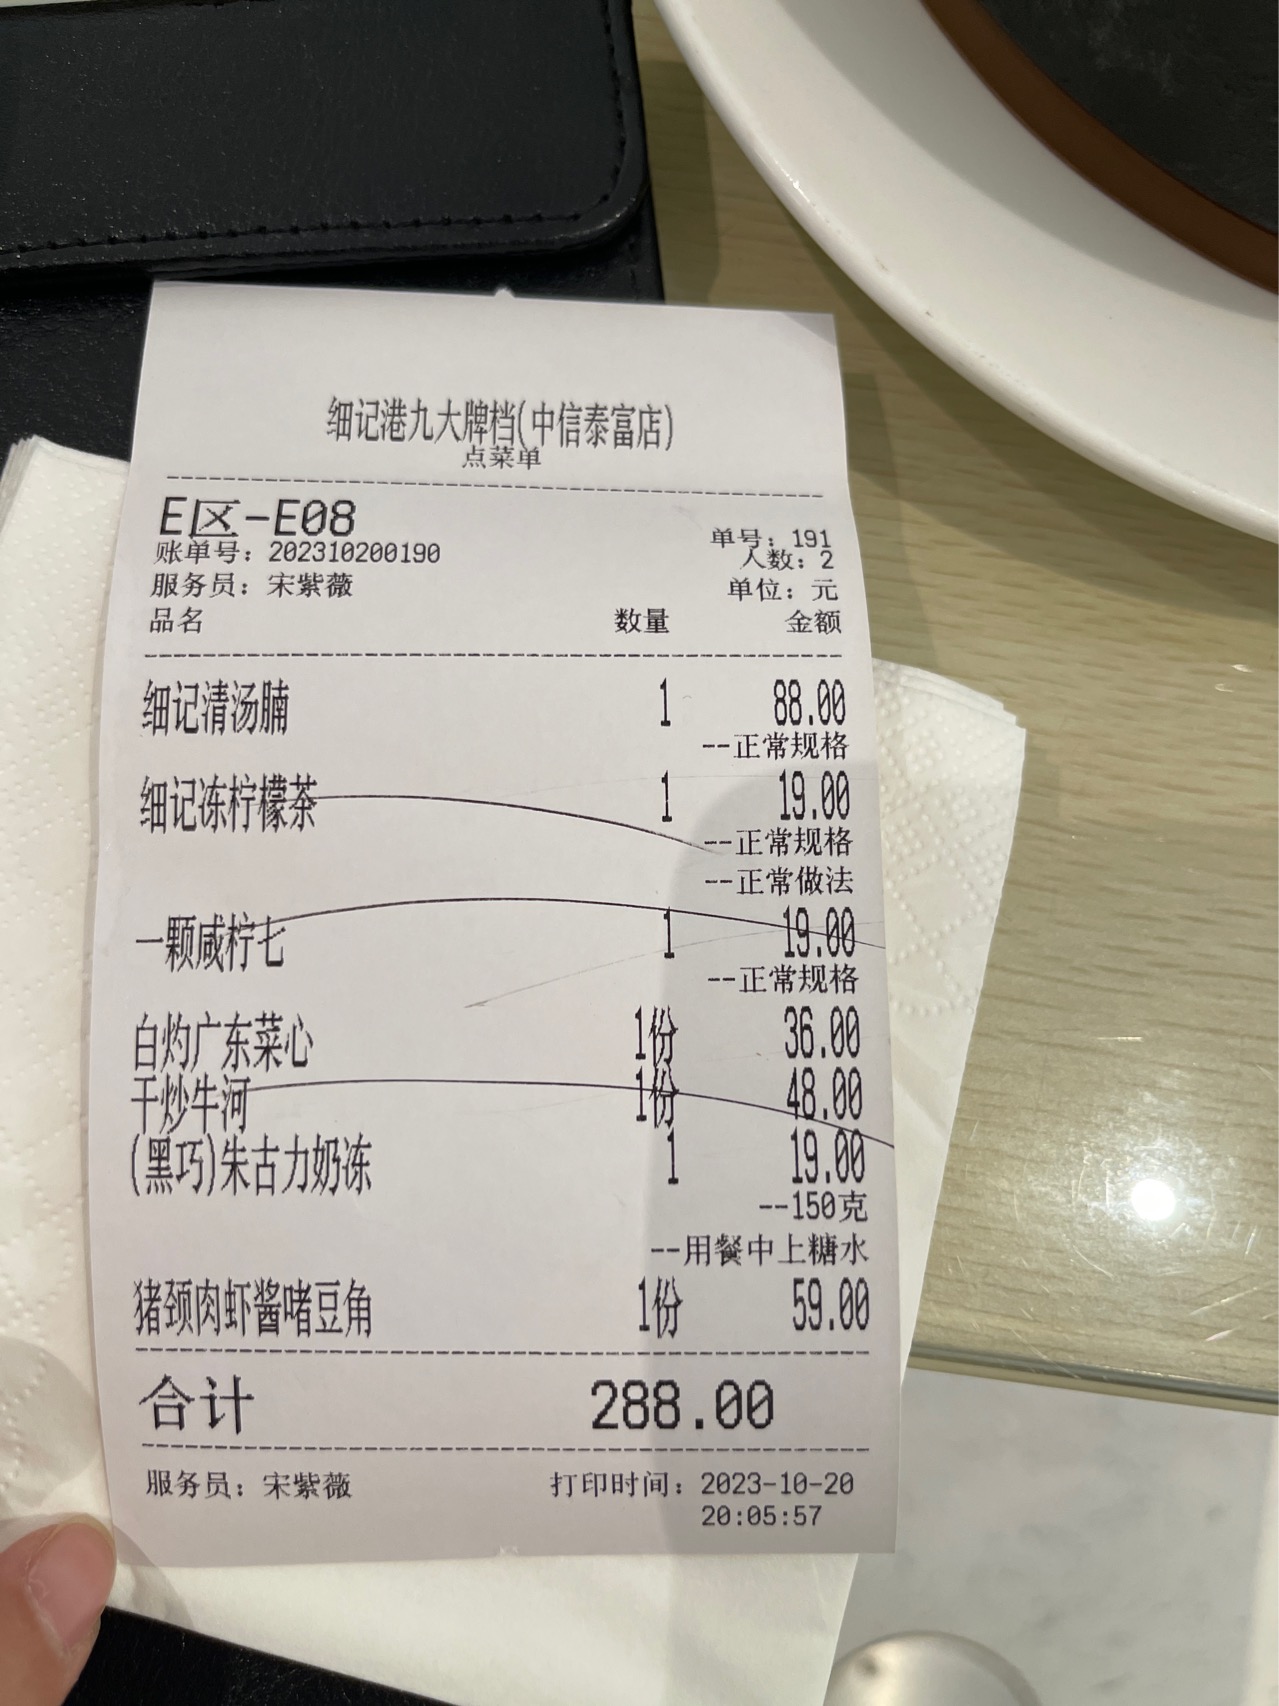 细记港九大牌档(中信泰富店)
点菜单
E区-E08
单号：191
账单号：202310200190
人数：2
服务员：宋紫薇
单位：元
品名 数量 金额
细记清汤腩 1 88.00
--正常规格
细记冻柠檬茶 1 19.00
--正常规格
--正常做法
一颗咸柠七 1 19.00
--正常规格
白灼广东菜心 1份 36.00
干炒牛河 1份 48.00
(黑巧)朱古力奶冻 1 19.00
--150克
--用餐中上糖水
猪颈肉虾酱啫豆角 1份 59.00
合计 288.00
服务员：宋紫薇 打印时间：2023-10-20
20:05:57